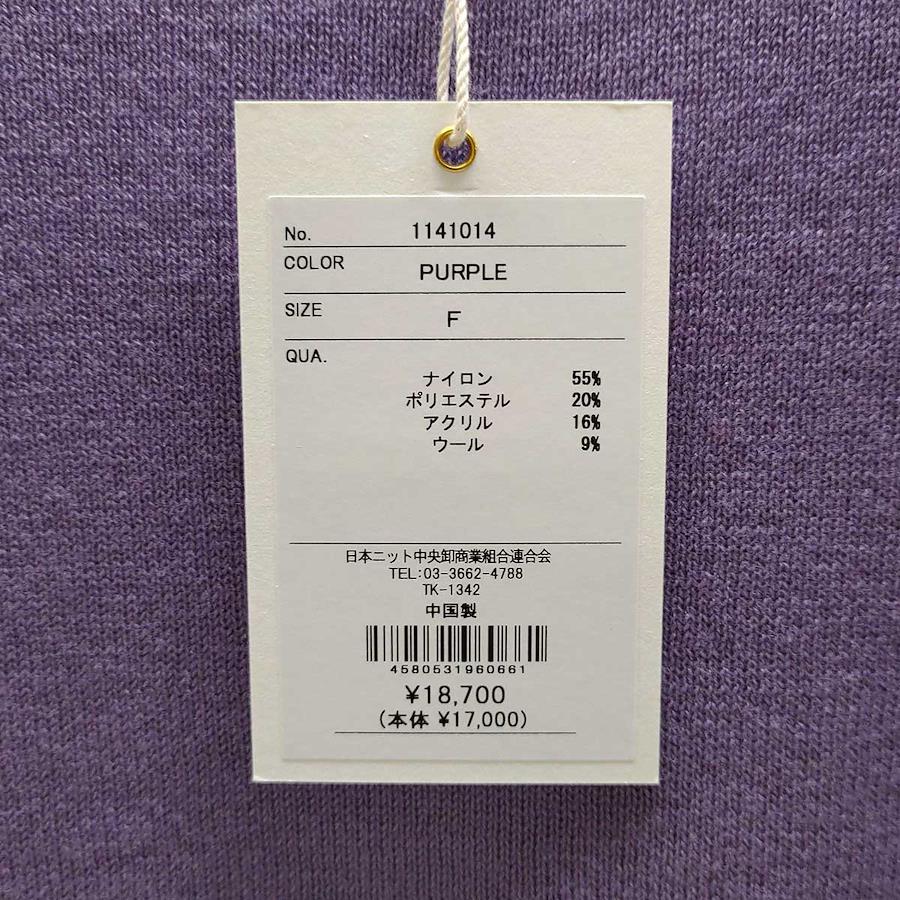 No. 1141014
COLOR PURPLE
SIZE F
QUA.
ナイロン 55%
ポリエステル 20%
アクリル 16%
ウール 9%
日本ニット中央卸商業組合連合会
TEL:03-3662-4788
TK-1342
中国製
4580531960661
¥18,700
(本体 ¥17,000)